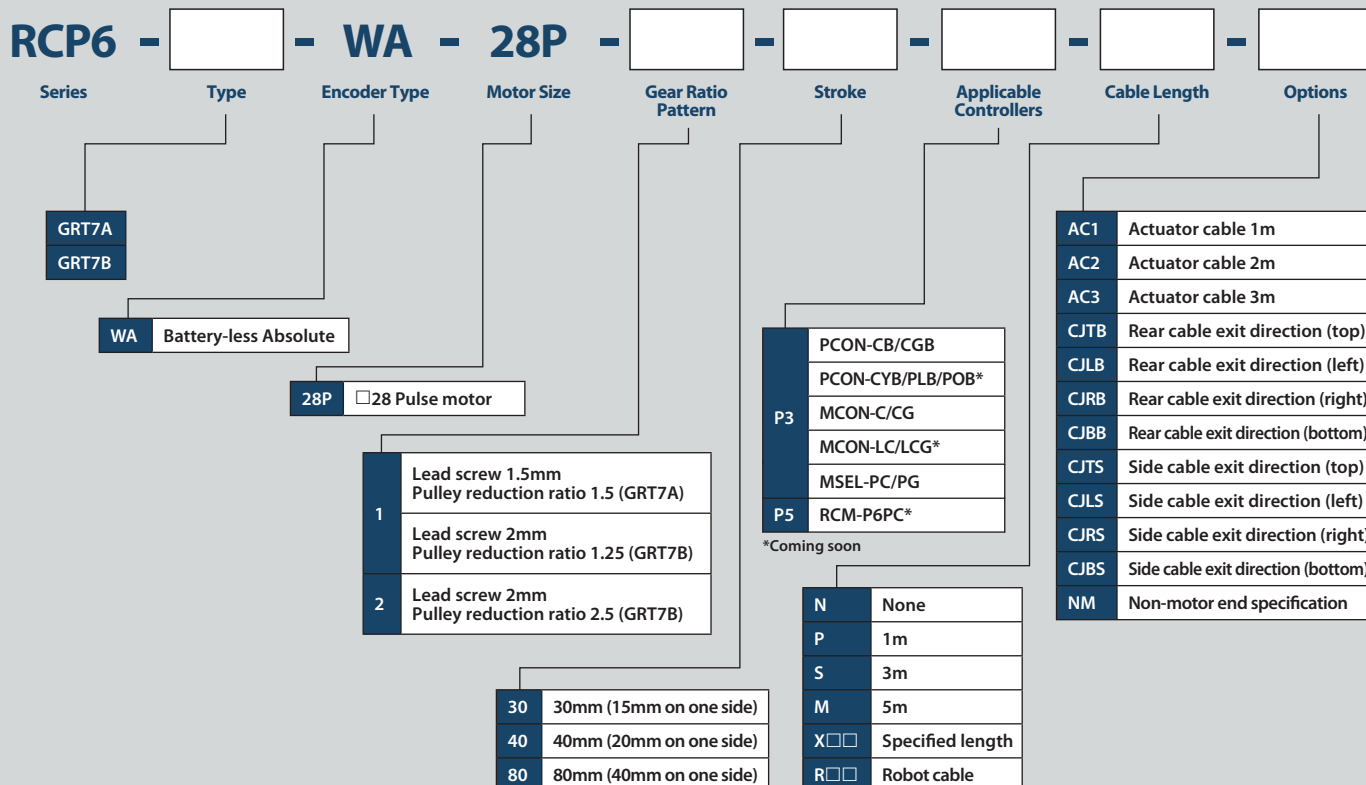 RCP6 - - WA - 28P - - - - -
Series Type Encoder Type Motor Size Gear Ratio Stroke Applicable Cable Length Options
Pattern Controllers
GRT7A
GRT7B
WA Battery-less Absolute
28P □28 Pulse motor
1 Lead screw 1.5mm
Pulley reduction ratio 1.5 (GRT7A)
Lead screw 2mm
Pulley reduction ratio 1.25 (GRT7B)
2 Lead screw 2mm
Pulley reduction ratio 2.5 (GRT7B)
30 30mm (15mm on one side)
40 40mm (20mm on one side)
80 80mm (40mm on one side)
P3 PCON-CB/CGB
PCON-CYB/PLB/POB*
MCON-C/CG
MCON-LC/LCG*
MSEL-PC/PG
P5 RCM-P6PC*
*Coming soon
N None
P 1m
S 3m
M 5m
X□□ Specified length
R□□ Robot cable
AC1 Actuator cable 1m
AC2 Actuator cable 2m
AC3 Actuator cable 3m
CJTB Rear cable exit direction (top)
CJLB Rear cable exit direction (left)
CJRB Rear cable exit direction (right)
CJBB Rear cable exit direction (bottom)
CJTS Side cable exit direction (top)
CJLS Side cable exit direction (left)
CJRS Side cable exit direction (right)
CJBS Side cable exit direction (bottom)
NM Non-motor end specification